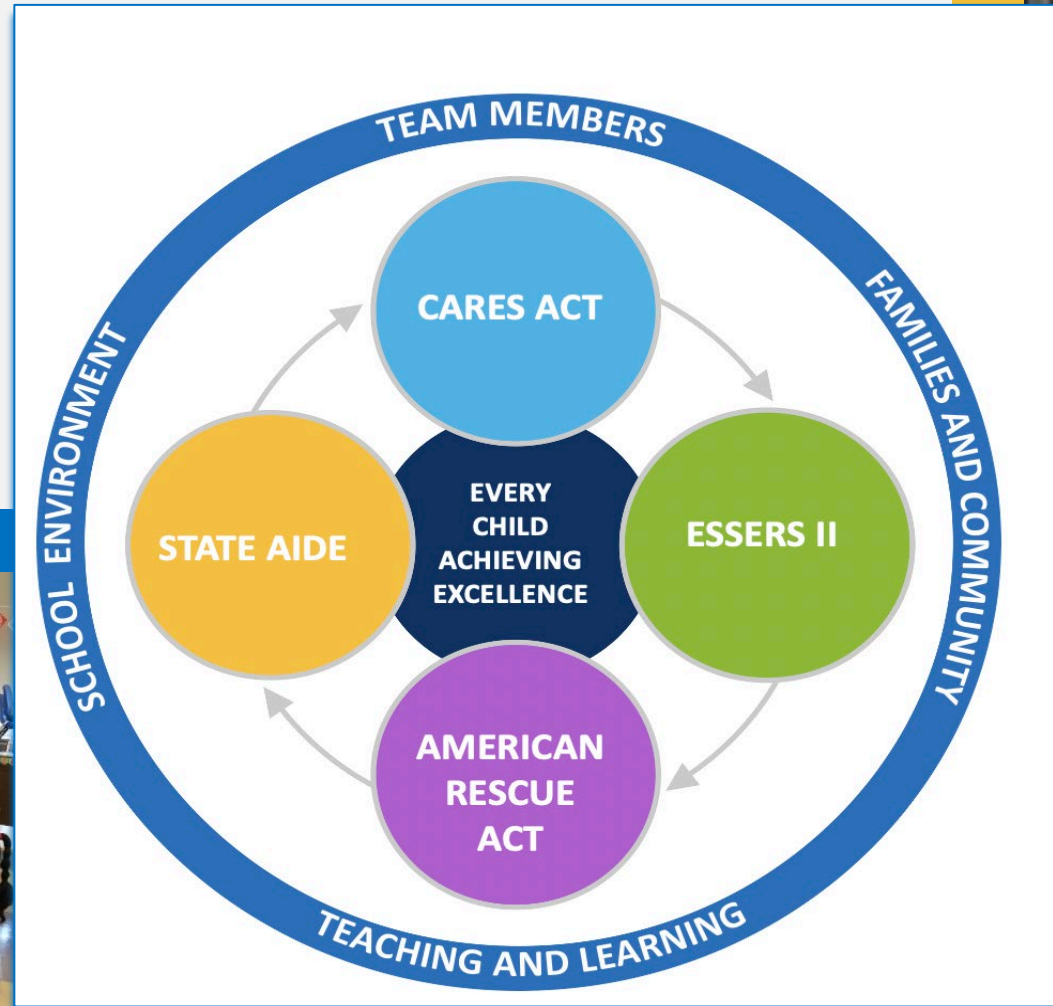 TEAM MEMBERS
CARES ACT
FAMILIES AND COMMUNITY
SCHOOL ENVIRONMENT
STATE AIDE
EVERY
CHILD
ACHIEVING
EXCELLENCE
ESSERS II
AMERICAN
RESCUE
ACT
TEACHING AND LEARNING